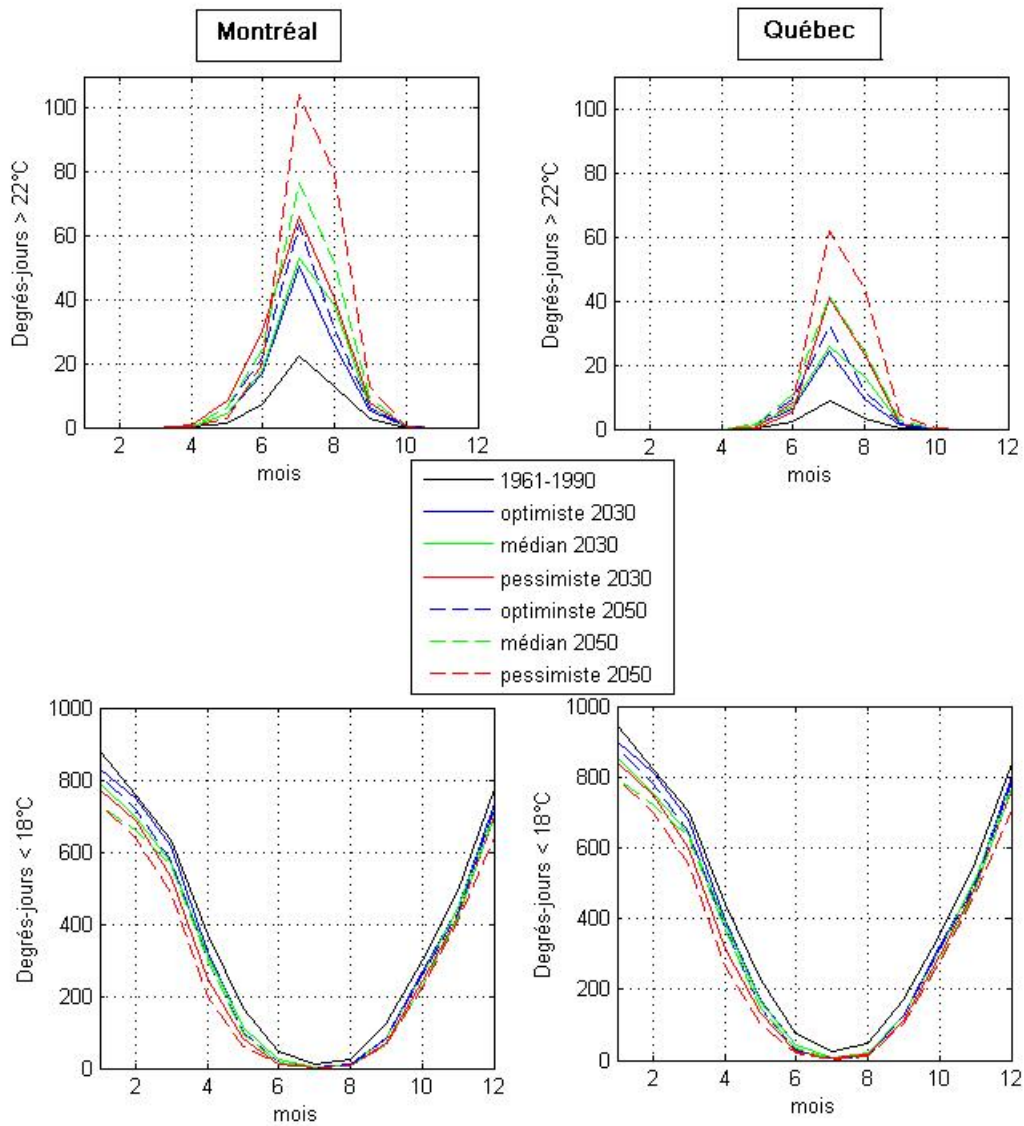 Montréal
Québec
Degrés-jours > 22°C
100
80
60
40
20
0
2 4 6 8 10 12
mois
Degrés-jours > 22°C
100
80
60
40
20
0
2 4 6 8 10 12
mois
1961-1990
optimiste 2030
médian 2030
pessimiste 2030
optiminste 2050
médian 2050
pessimiste 2050
Degrés-jours < 18°C
1000
800
600
400
200
0
2 4 6 8 10 12
mois
Degrés-jours < 18°C
1000
800
600
400
200
0
2 4 6 8 10 12
mois